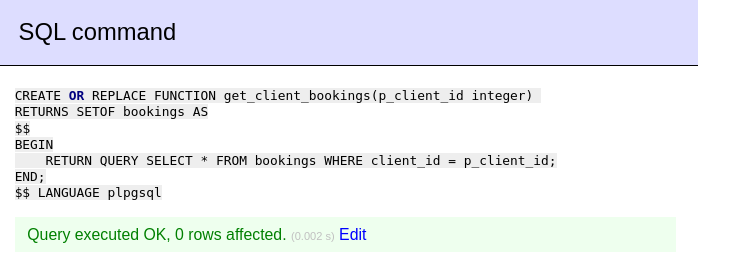 SQL command
CREATE OR REPLACE FUNCTION get_client_bookings(p_client_id integer)
RETURNS SETOF bookings AS
$$
BEGIN
    RETURN QUERY SELECT * FROM bookings WHERE client_id = p_client_id;
END;
$$ LANGUAGE plpgsql
Query executed OK, 0 rows affected. (0.002 s) Edit